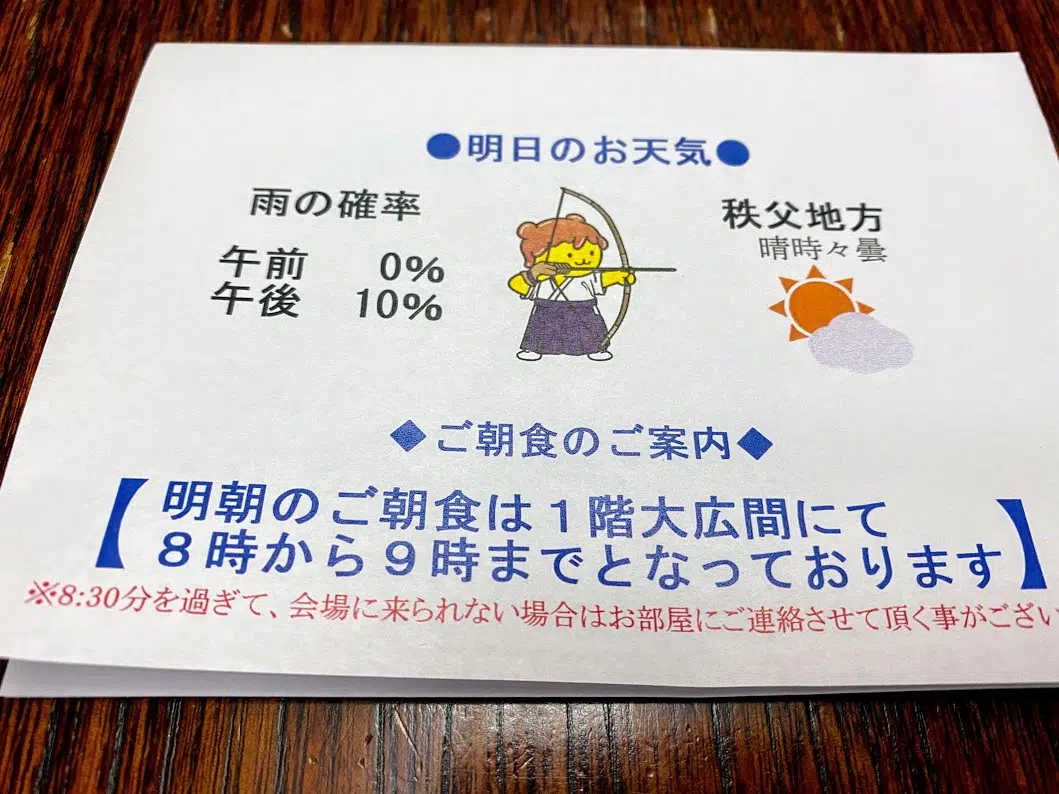 ●明日のお天気●
雨の確率
午前 0%
午後 10%
秩父地方
晴時々曇
◆ご朝食のご案内◆
【明朝のご朝食は１階大広間にて
８時から９時までとなっております】
※8:30分を過ぎて、会場に来られない場合はお部屋にご連絡させて頂く事がござい